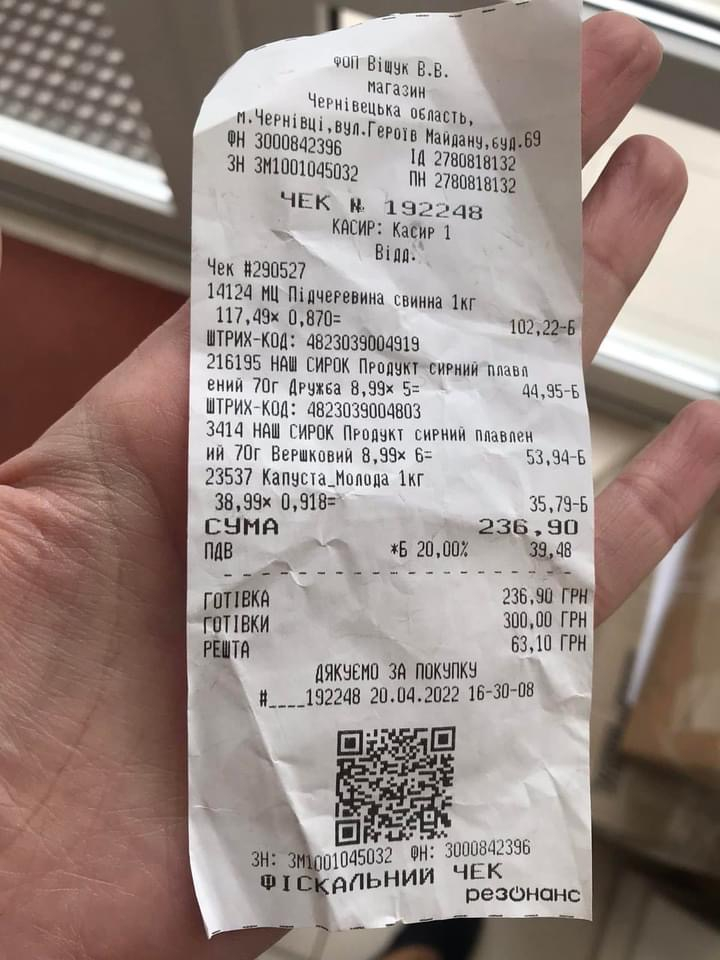 ФОП Віщук В.В.
магазин
Чернівецька область,
м.Чернівці,вул.Героїв Майдану,буд.69
ФН 3000842396 ІД 2780818132
ЗН ЗМ1001045032 ПН 2780818132
ЧЕК № 192248
КАСИР: Касир 1
Відд.
Чек #290527
14124 МЦ Підчеревина свинна 1кг
117,49× 0,870= 102,22-Б
ШТРИХ-КОД: 4823039004919
216195 НАШ СИРОК Продукт сирний плавл
ений 70г Дружба 8,99× 5= 44,95-Б
ШТРИХ-КОД: 4823039004803
3414 НАШ СИРОК Продукт сирний плавлен
ий 70г Вершковий 8,99× 6= 53,94-Б
23537 Капуста_Молода 1кг
38,99× 0,918= 35,79-Б
СУМА 236,90
ПДВ *Б 20,00% 39,48
ГОТІВКА 236,90 ГРН
ГОТІВКИ 300,00 ГРН
РЕШТА 63,10 ГРН
ДЯКУЄМО ЗА ПОКУПКУ
#____192248 20.04.2022 16-30-08
ЗН: ЗМ1001045032 ФН: 3000842396
ФІСКАЛЬНИЙ ЧЕК
резонанс